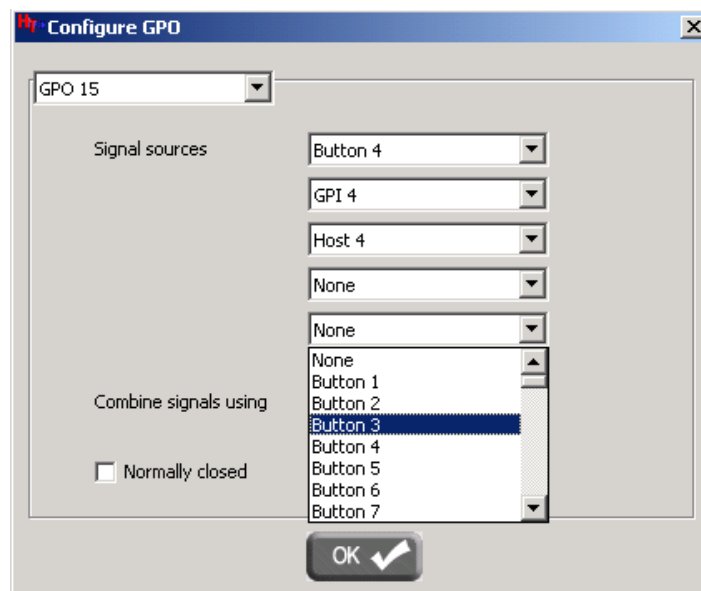 Configure GPO
GPO 15
Signal sources
Button 4
GPI 4
Host 4
None
None
None
Button 1
Button 2
Button 3
Button 4
Button 5
Button 6
Button 7
Combine signals using
Normally closed
OK